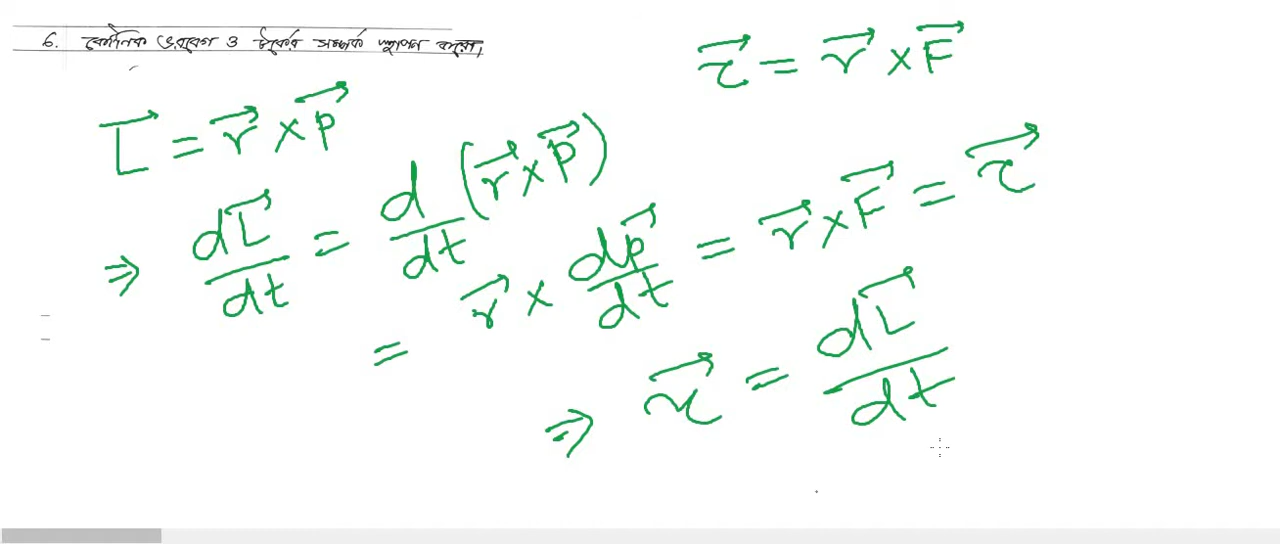 6. কৌণিক ভরবেগ ও টর্কের সম্পর্ক স্থাপন করো।
τ⃗ = r⃗ × F⃗
L⃗ = r⃗ × p⃗
⇒ dL⃗/dt = d/dt (r⃗ × p⃗)
= r⃗ × dp⃗/dt = r⃗ × F⃗ = τ⃗
⇒ τ⃗ = dL⃗/dt